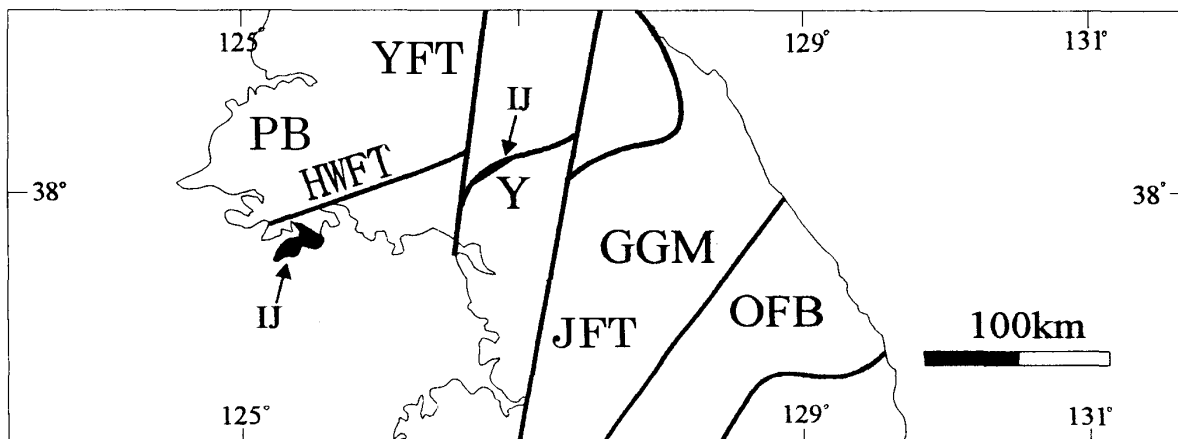 125°
129°
131°
YFT
IJ
PB
HWFT
38°
Y
38°
GGM
IJ
JFT
OFB
100km
125°
129°
131°